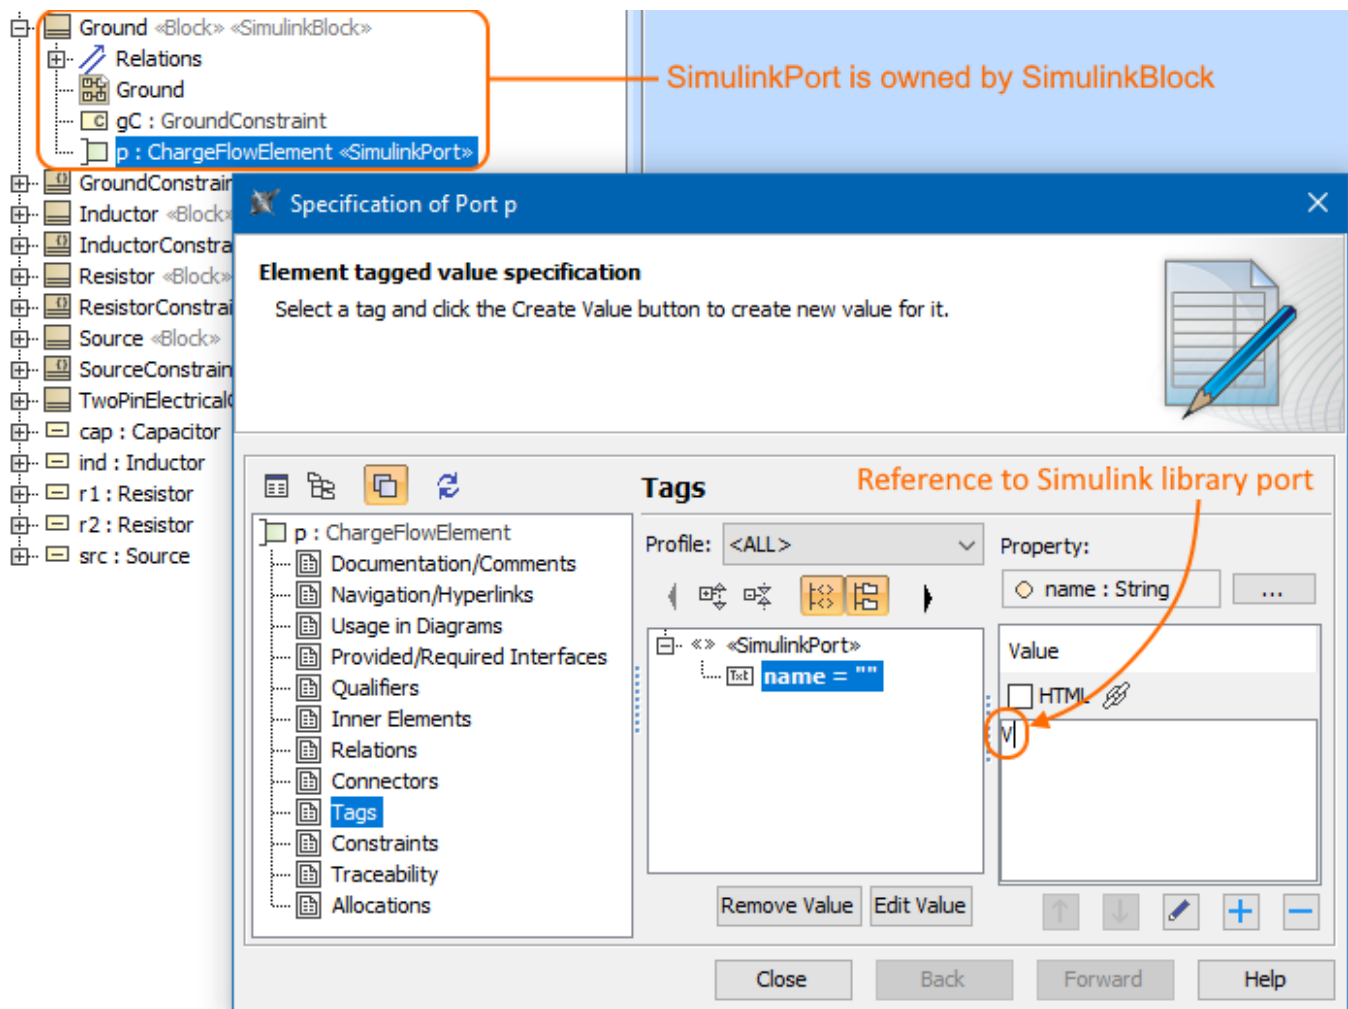 Ground «Block» «SimulinkBlock»
Relations
Ground
gC : GroundConstraint
p : ChargeFlowElement «SimulinkPort»
SimulinkPort is owned by SimulinkBlock
GroundConstrain
Inductor «Block»
InductorConstra
Resistor «Block»
ResistorConstrai
Source «Block»
SourceConstrain
TwoPinElectrical
cap : Capacitor
ind : Inductor
r1 : Resistor
r2 : Resistor
src : Source
Specification of Port p
Element tagged value specification
Select a tag and click the Create Value button to create new value for it.
p : ChargeFlowElement
Documentation/Comments
Navigation/Hyperlinks
Usage in Diagrams
Provided/Required Interfaces
Qualifiers
Inner Elements
Relations
Connectors
Tags
Constraints
Traceability
Allocations
Tags
Reference to Simulink library port
Profile: <ALL>
Property:
name : String
...
«» «SimulinkPort»
Txt name = ""
Value
HTML
V
Remove Value
Edit Value
Close
Back
Forward
Help